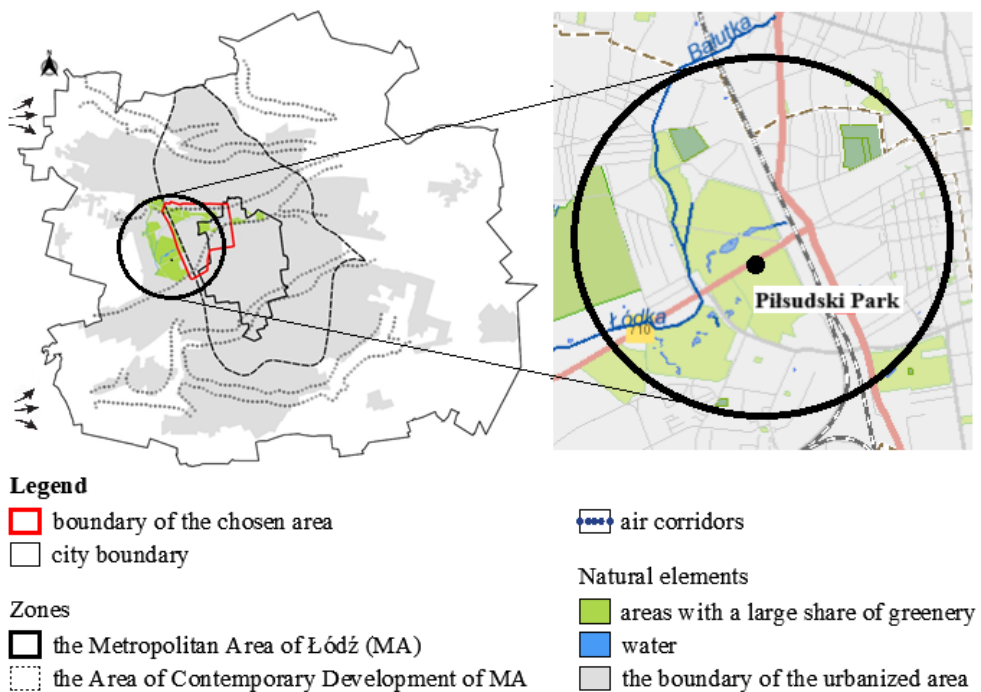 Bałutka
Piłsudski Park
Łódka
710
Legend
boundary of the chosen area
city boundary
Zones
the Metropolitan Area of Łódź (MA)
the Area of Contemporary Development of MA
air corridors
Natural elements
areas with a large share of greenery
water
the boundary of the urbanized area